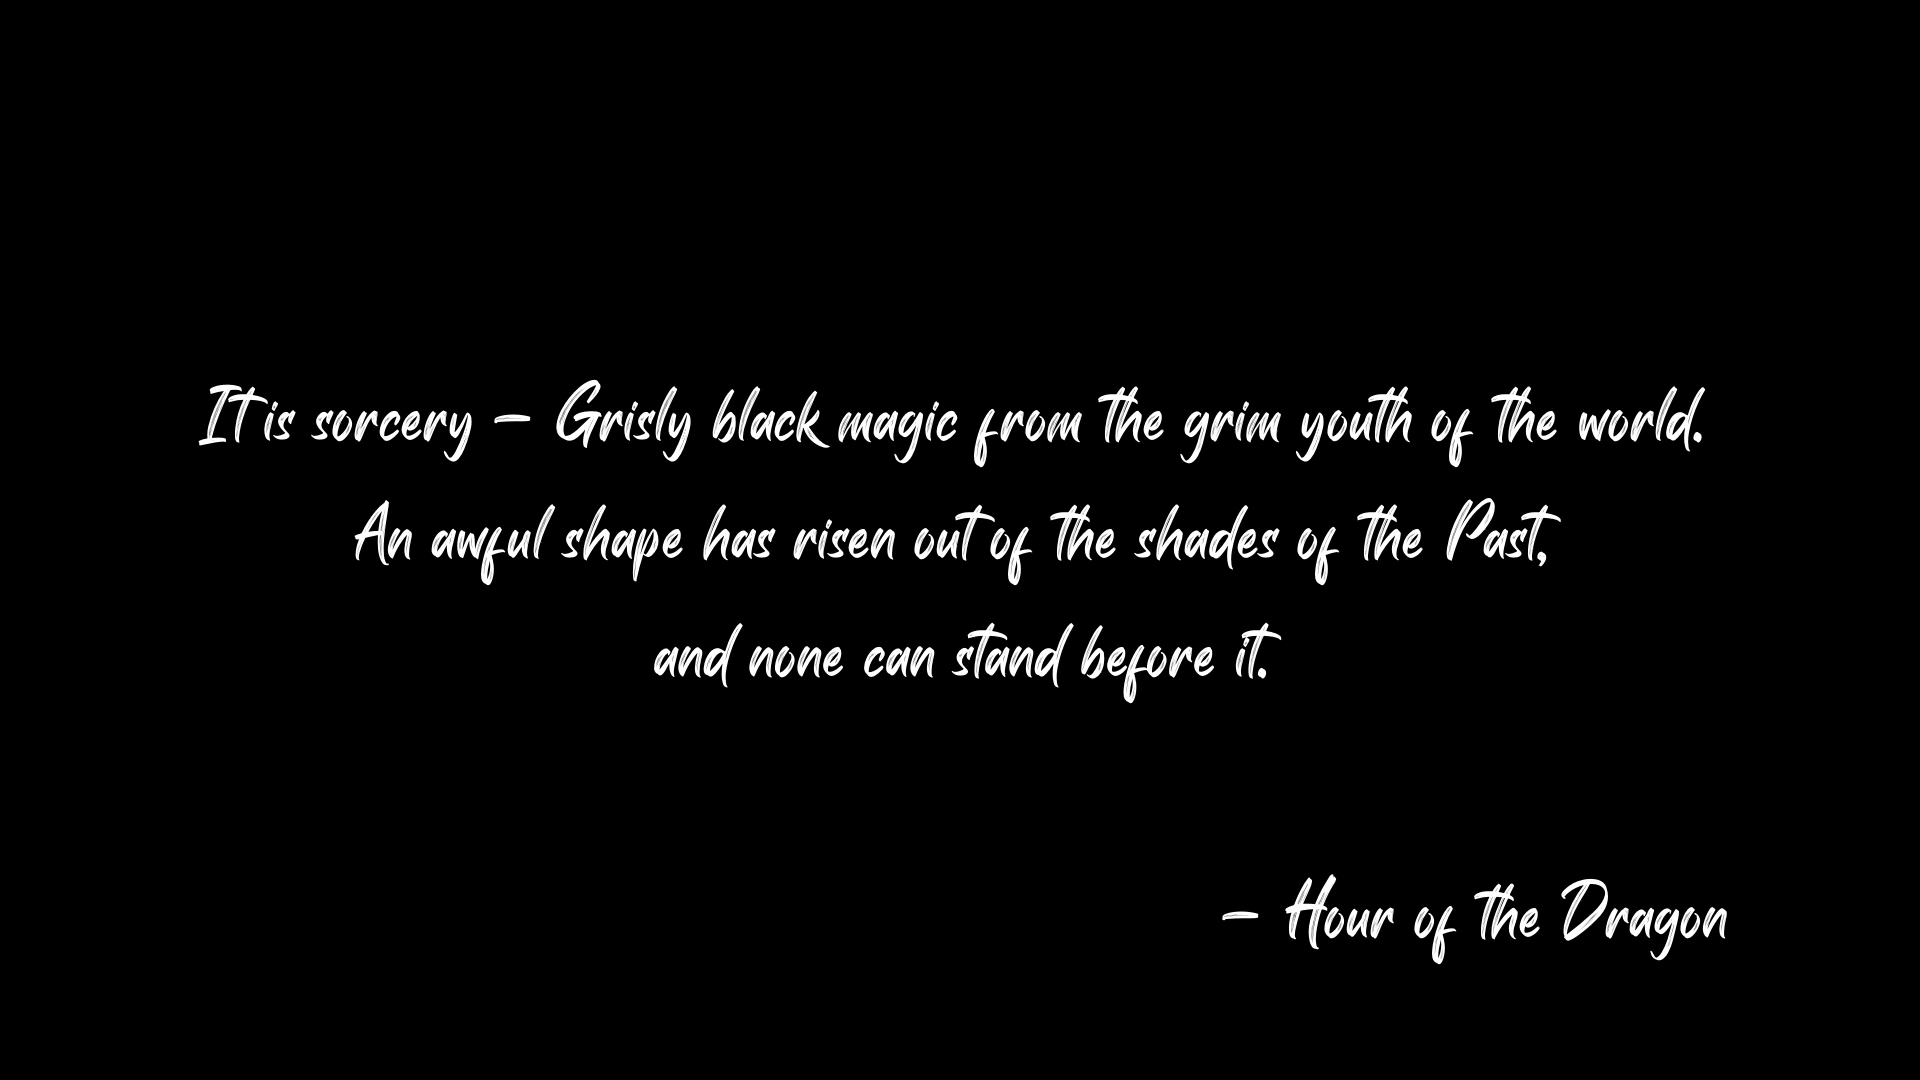 It is sorcery – Grisly black magic from the grim youth of the world.
An awful shape has risen out of the shades of the Past,
and none can stand before it.
– Hour of the Dragon